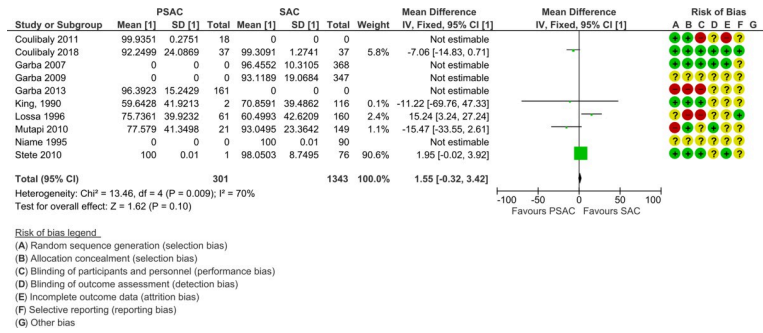 PSAC SAC Mean Difference Mean Difference Risk of Bias
Study or Subgroup Mean [1] SD [1] Total Mean [1] SD [1] Total Weight IV, Fixed, 95% CI [1] IV, Fixed, 95% CI [1] A B C D E F G
Coulibaly 2011 99.9351 0.2751 18 0 0 0 Not estimable + + - ? - ?
Coulibaly 2018 92.2499 24.0869 37 99.3091 1.2741 37 5.8% -7.06 [-14.83, 0.71] + + + + + +
Garba 2007 0 0 0 96.4552 10.3105 368 Not estimable + + + + + ?
Garba 2009 0 0 0 93.1189 19.0684 347 Not estimable ? ? ? ? ? ?
Garba 2013 96.3923 15.2429 161 0 0 0 Not estimable - - - ? ? ?
King, 1990 59.6428 41.9213 2 70.8591 39.4862 116 0.1% -11.22 [-69.76, 47.33] + + + ? ? ?
Lossa 1996 75.7361 39.9232 61 60.4993 42.6209 160 2.4% 15.24 [3.24, 27.24] ? - - ? ? ?
Mutapi 2010 77.579 41.3498 21 93.0495 23.3642 149 1.1% -15.47 [-33.55, 2.61] - + ? + ? ?
Niame 1995 0 0 0 100 0.01 90 Not estimable ? ? ? ? ? ?
Stete 2010 100 0.01 1 98.0503 8.7495 76 90.6% 1.95 [-0.02, 3.92] + + + ? + ?
Total (95% CI) 301 1343 100.0% 1.55 [-0.32, 3.42]
Heterogeneity: Chi² = 13.46, df = 4 (P = 0.009); I² = 70%
Test for overall effect: Z = 1.62 (P = 0.10)
-100 -50 0 50 100
Favours PSAC Favours SAC
Risk of bias legend
(A) Random sequence generation (selection bias)
(B) Allocation concealment (selection bias)
(C) Blinding of participants and personnel (performance bias)
(D) Blinding of outcome assessment (detection bias)
(E) Incomplete outcome data (attrition bias)
(F) Selective reporting (reporting bias)
(G) Other bias